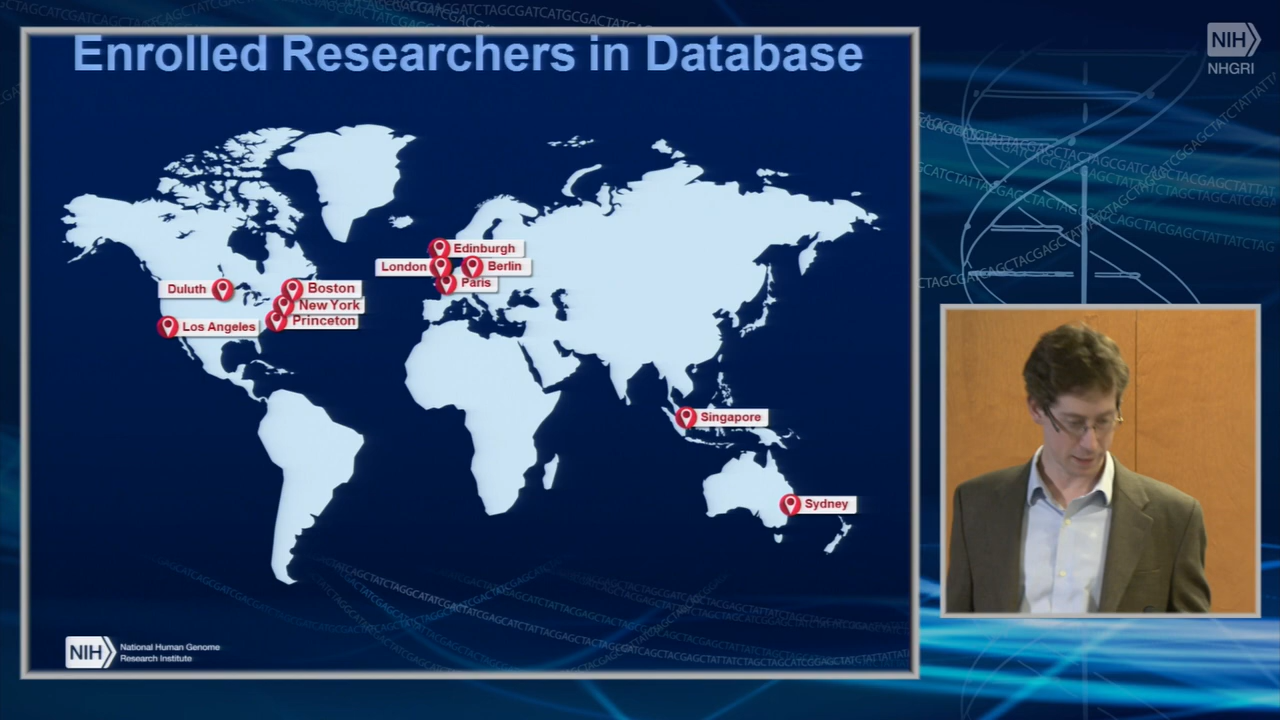 Enrolled Researchers in Database
NIH
NHGRI
Edinburgh
London
Berlin
Paris
Duluth
Boston
New York
Princeton
Los Angeles
Singapore
Sydney
NIH
National Human Genome
Research Institute